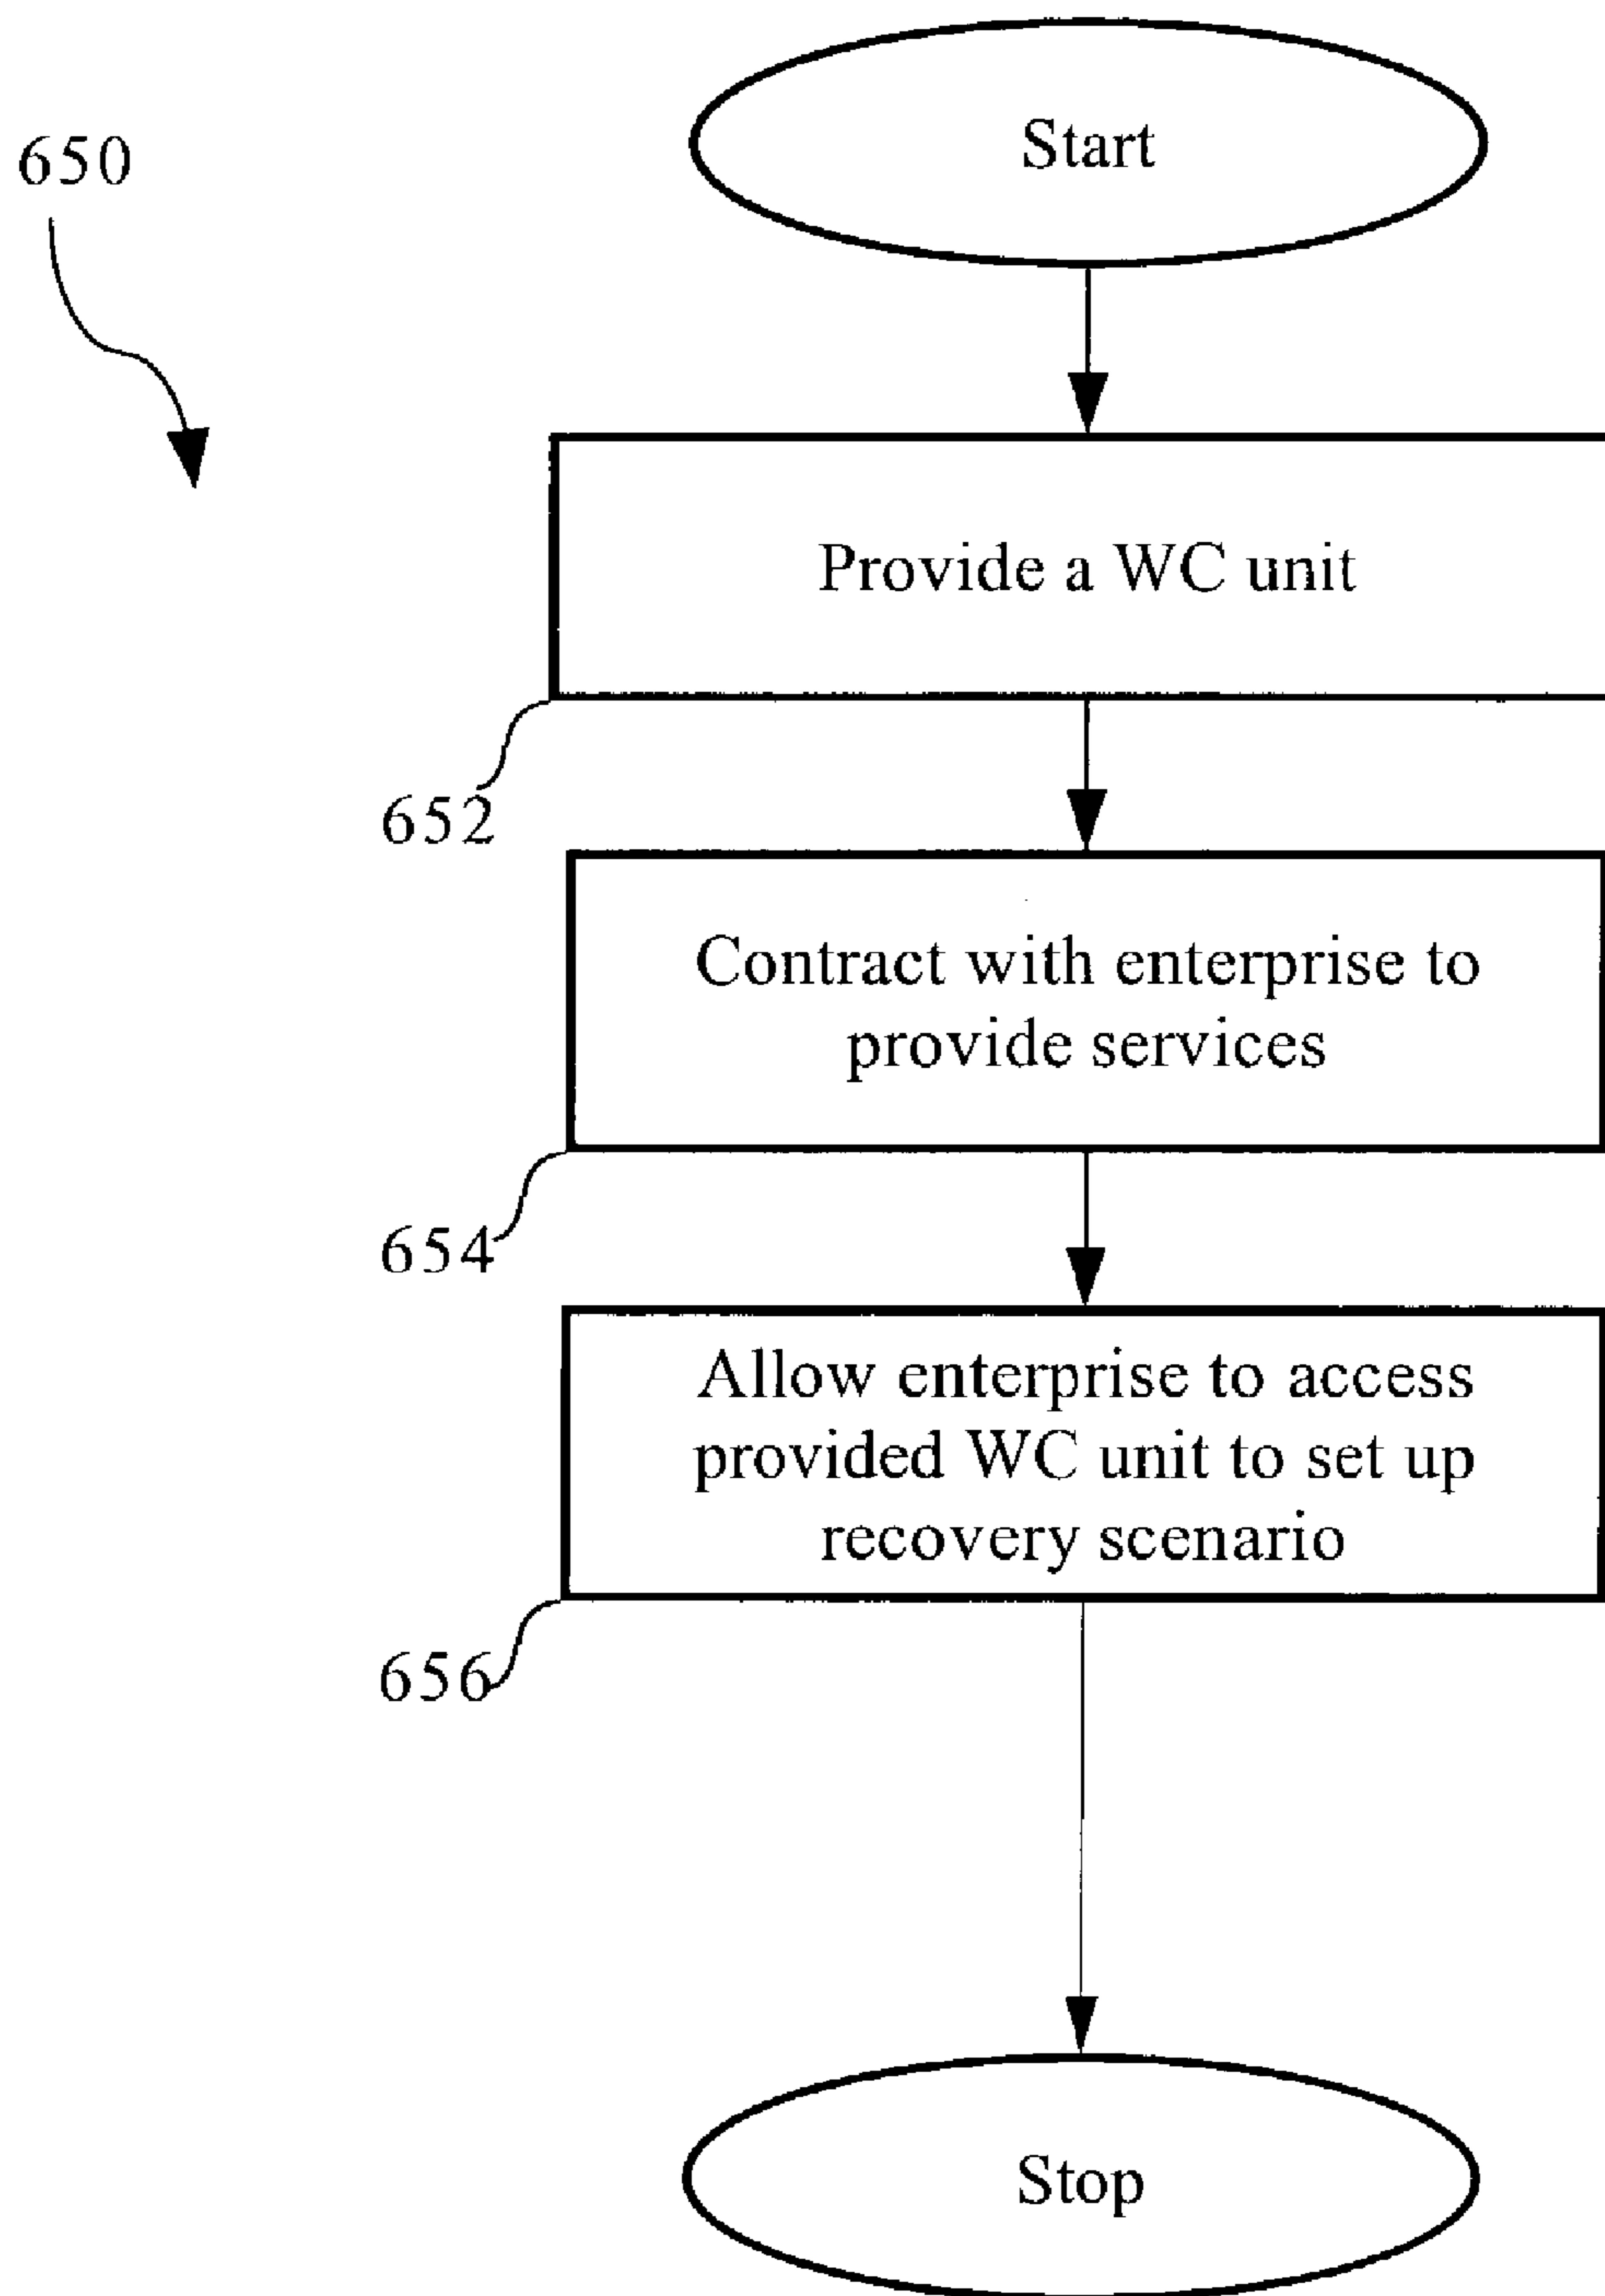 650
Start
Provide a WC unit
652
Contract with enterprise to
provide services
654
Allow enterprise to access
provided WC unit to set up
recovery scenario
656
Stop